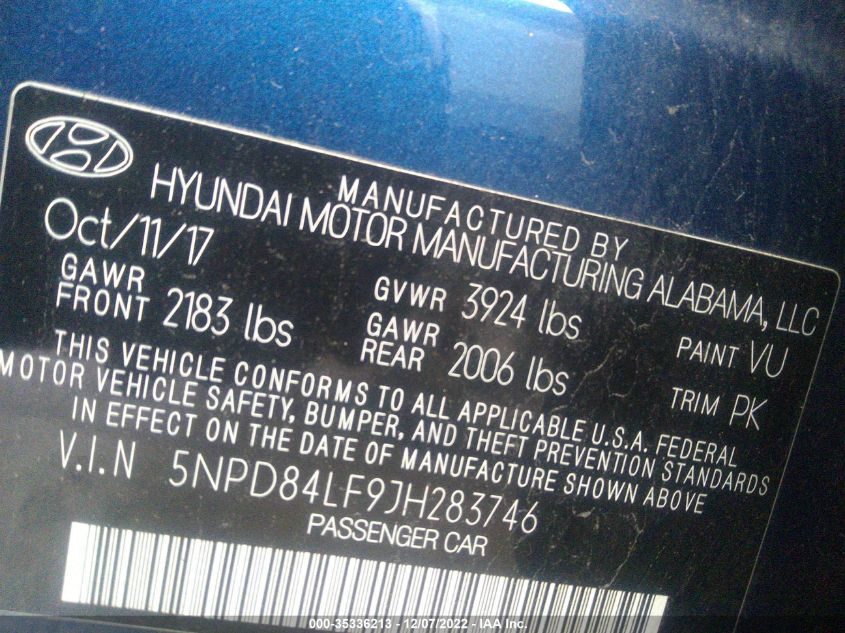 MANUFACTURED BY
HYUNDAI MOTOR MANUFACTURING ALABAMA, LLC
Oct/11/17
GVWR 3924 lbs
PAINT VU
GAWR FRONT 2183 lbs
GAWR REAR 2006 lbs
TRIM PK
THIS VEHICLE CONFORMS TO ALL APPLICABLE U.S.A. FEDERAL
MOTOR VEHICLE SAFETY, BUMPER, AND THEFT PREVENTION STANDARDS
IN EFFECT ON THE DATE OF MANUFACTURE SHOWN ABOVE
V.I.N 5NPD84LF9JH283746
PASSENGER CAR
000-35336213 - 12/07/2022 - IAA Inc.